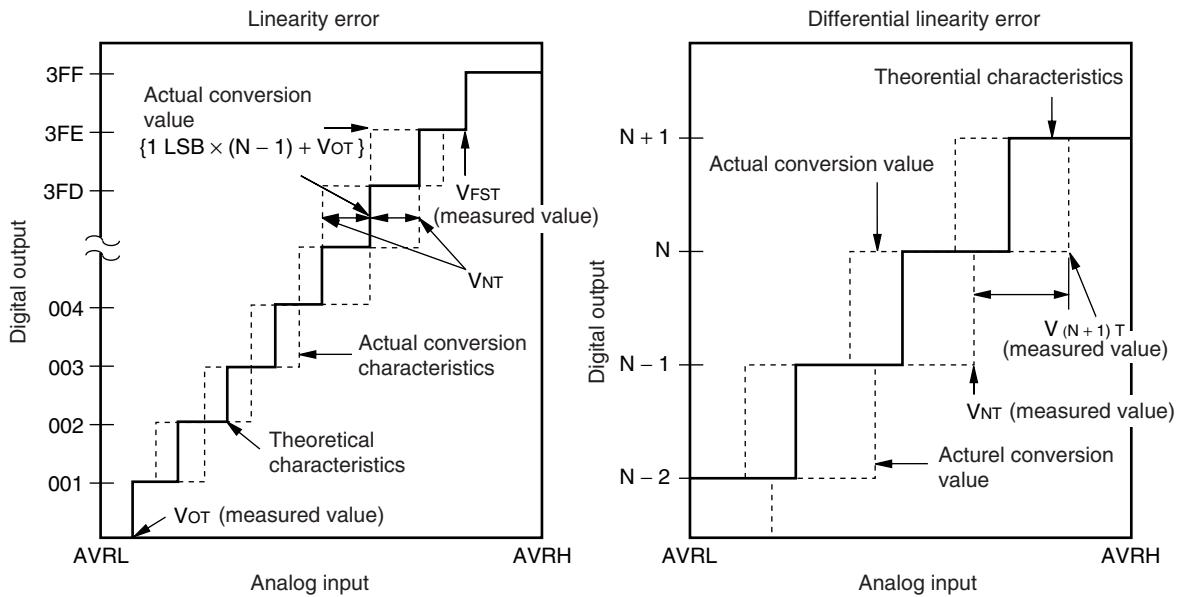 Linearity error
3FF
3FE
3FD
004
003
002
001
Digital output
Actual conversion
value
{1 LSB × (N − 1) + VOT }
VFST
(measured value)
VNT
Actual conversion
characteristics
Theoretical
characteristics
VOT (measured value)
AVRL
AVRH
Analog input
Differential linearity error
N + 1
N
N − 1
N − 2
Digital output
Theorential characteristics
Actual conversion value
V (N + 1) T
(measured value)
VNT (measured value)
Acturel conversion
value
AVRL
AVRH
Analog input